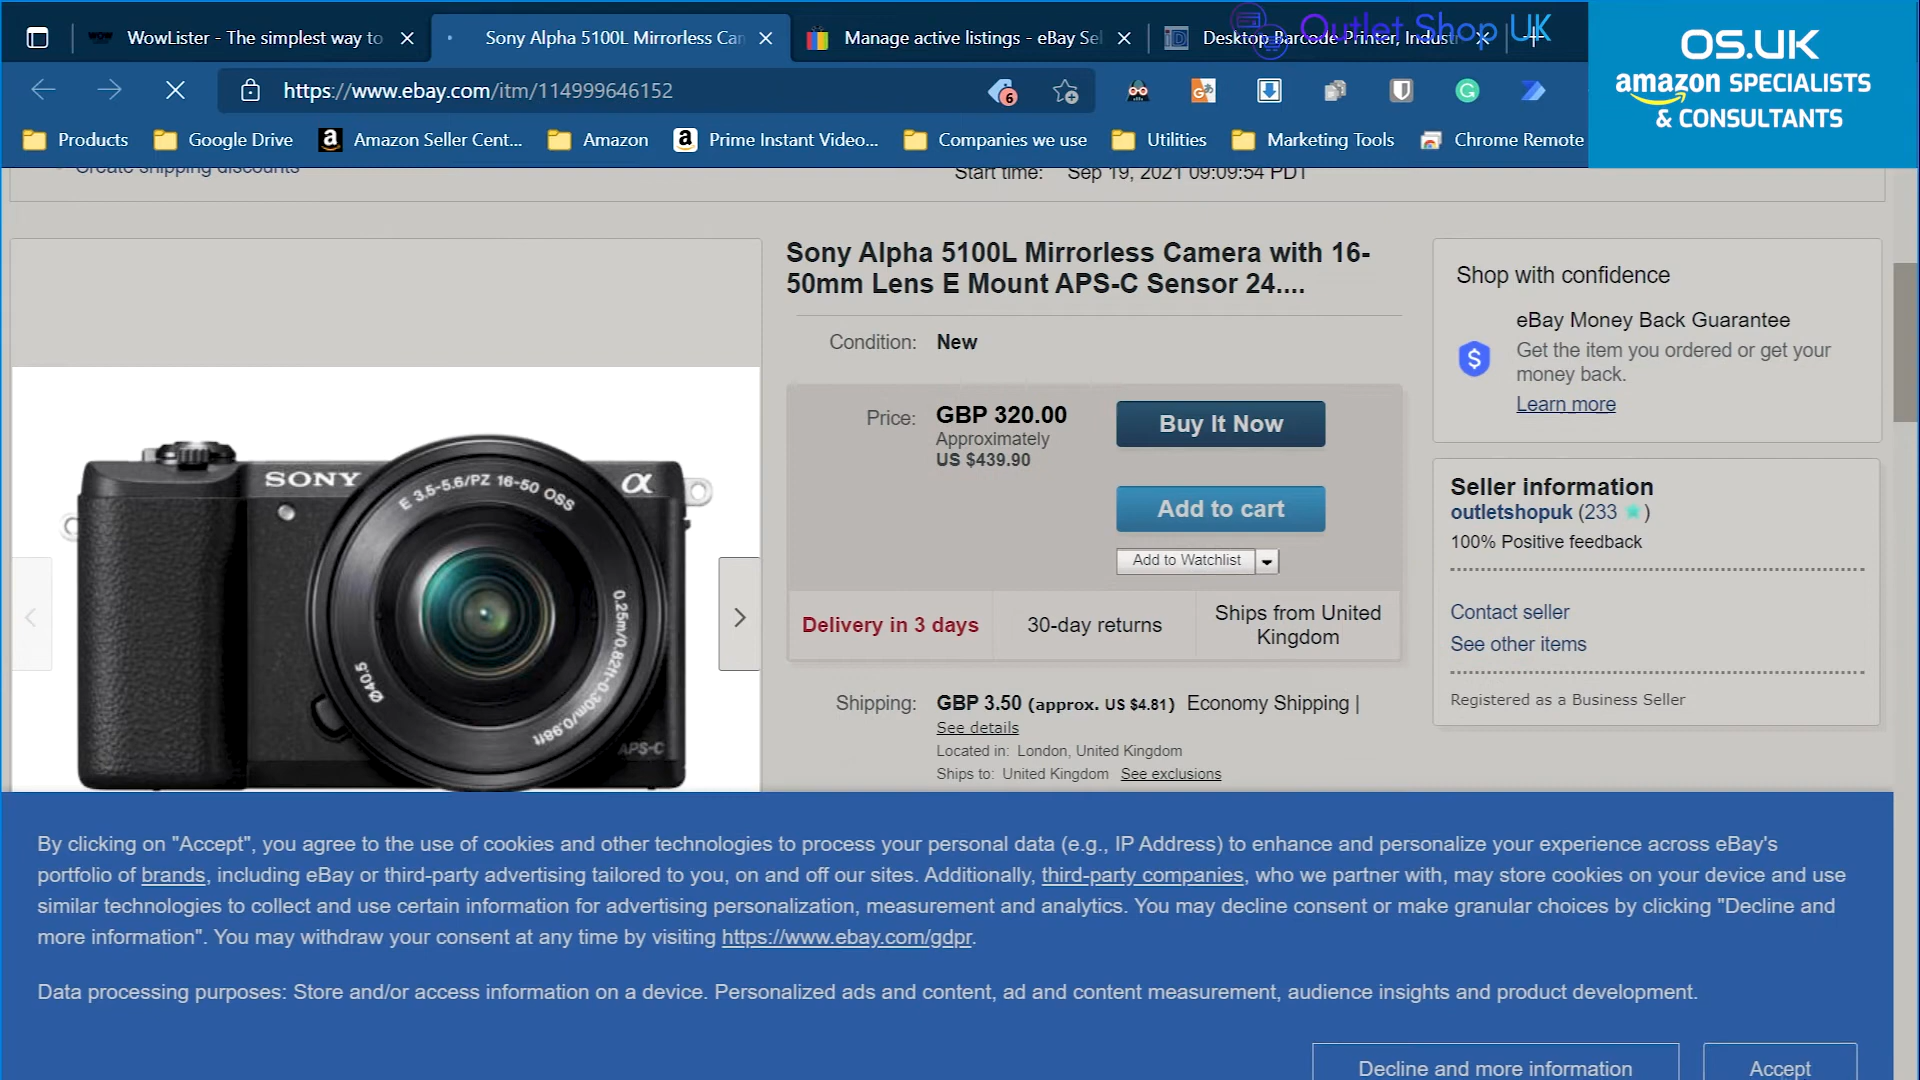 WowLister - The simplest way to
Sony Alpha 5100L Mirrorless Can
Manage active listings - eBay Sel
Desktop Barcode Printer, Indust
Outlet Shop UK
OS.UK
amazon SPECIALISTS
& CONSULTANTS
https://www.ebay.com/itm/114999646152
6
Products
Google Drive
Amazon Seller Cent...
Amazon
Prime Instant Video...
Companies we use
Utilities
Marketing Tools
Chrome Remote
Create shipping discounts
Start time: Sep 19, 2021 09:09:54 PDT
Sony Alpha 5100L Mirrorless Camera with 16-
50mm Lens E Mount APS-C Sensor 24....
Condition: New
Price: GBP 320.00
Approximately
US $439.90
Buy It Now
Add to cart
Add to Watchlist
Delivery in 3 days
30-day returns
Ships from United
Kingdom
Shipping: GBP 3.50 (approx. US $4.81) Economy Shipping |
See details
Located in: London, United Kingdom
Ships to: United Kingdom See exclusions
Shop with confidence
eBay Money Back Guarantee
Get the item you ordered or get your
money back.
Learn more
Seller information
outletshopuk (233 )
100% Positive feedback
Contact seller
See other items
Registered as a Business Seller
SONY
α
E 3.5-5.6/PZ 16-50 OSS
0.25m/0.82ft-0.30m/0.98ft
Ø40.5
APS-C
By clicking on "Accept", you agree to the use of cookies and other technologies to process your personal data (e.g., IP Address) to enhance and personalize your experience across eBay's
portfolio of brands, including eBay or third-party advertising tailored to you, on and off our sites. Additionally, third-party companies, who we partner with, may store cookies on your device and use
similar technologies to collect and use certain information for advertising personalization, measurement and analytics. You may decline consent or make granular choices by clicking "Decline and
more information". You may withdraw your consent at any time by visiting https://www.ebay.com/gdpr.
Data processing purposes: Store and/or access information on a device. Personalized ads and content, ad and content measurement, audience insights and product development.
Decline and more information
Accept